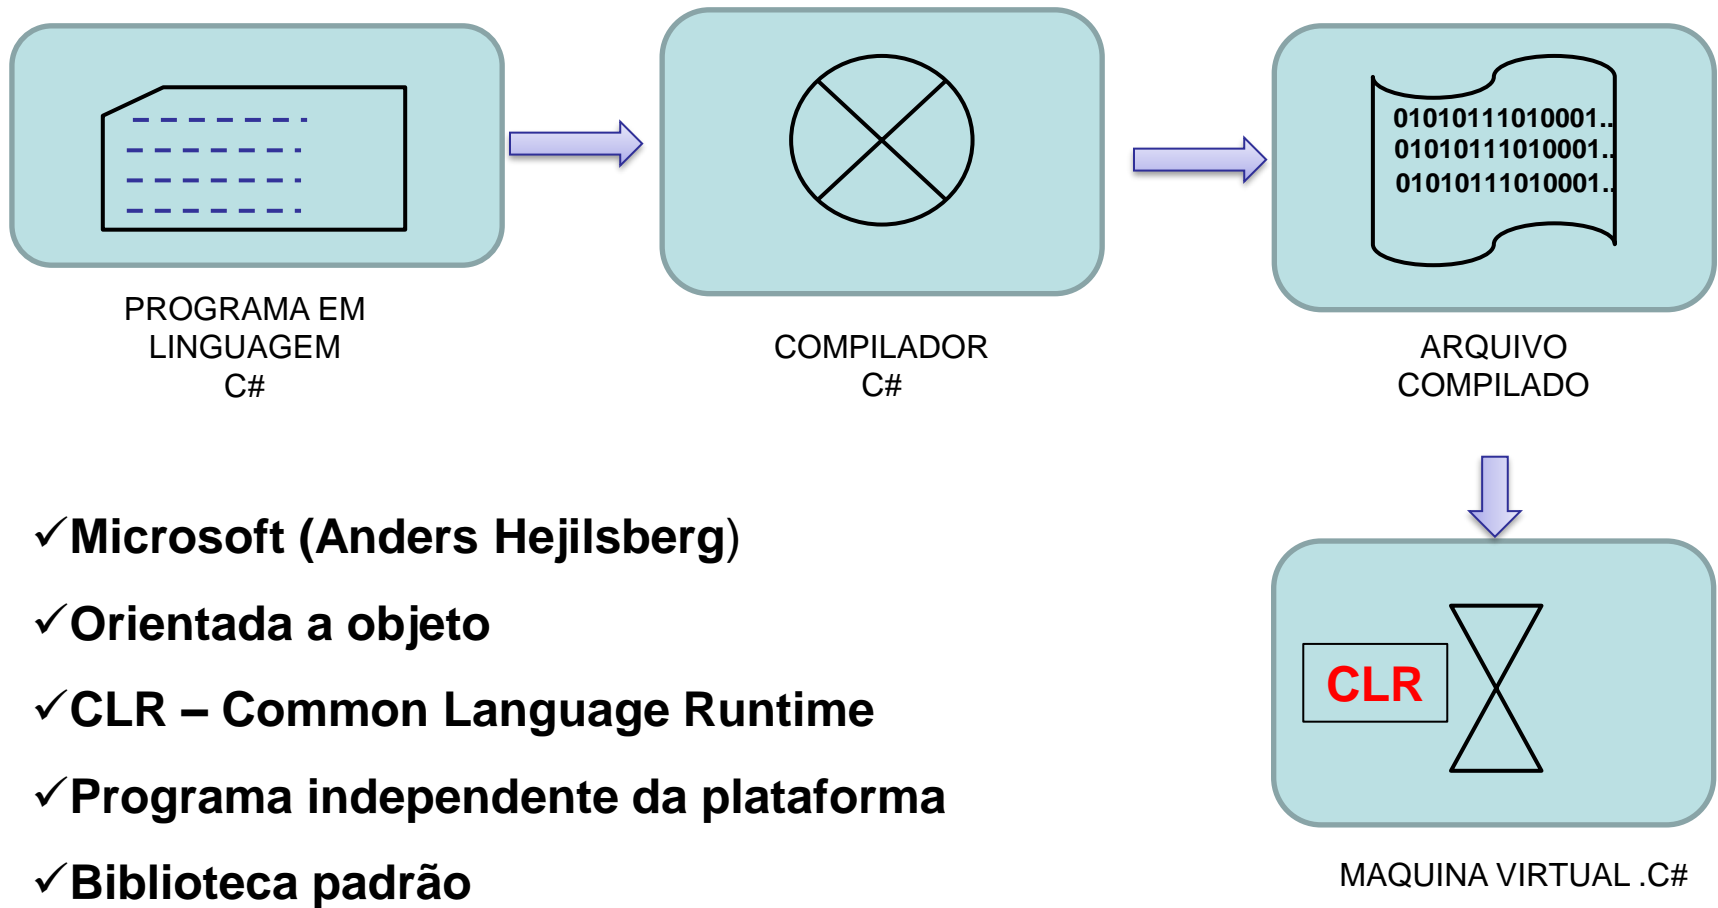 01010111010001..
01010111010001..
01010111010001..
PROGRAMA EM
LINGUAGEM
C#
COMPILADOR
C#
ARQUIVO
COMPILADO
✓Microsoft (Anders Hejilsberg)
✓Orientada a objeto
✓CLR – Common Language Runtime
✓Programa independente da plataforma
✓Biblioteca padrão
CLR
MAQUINA VIRTUAL .C#